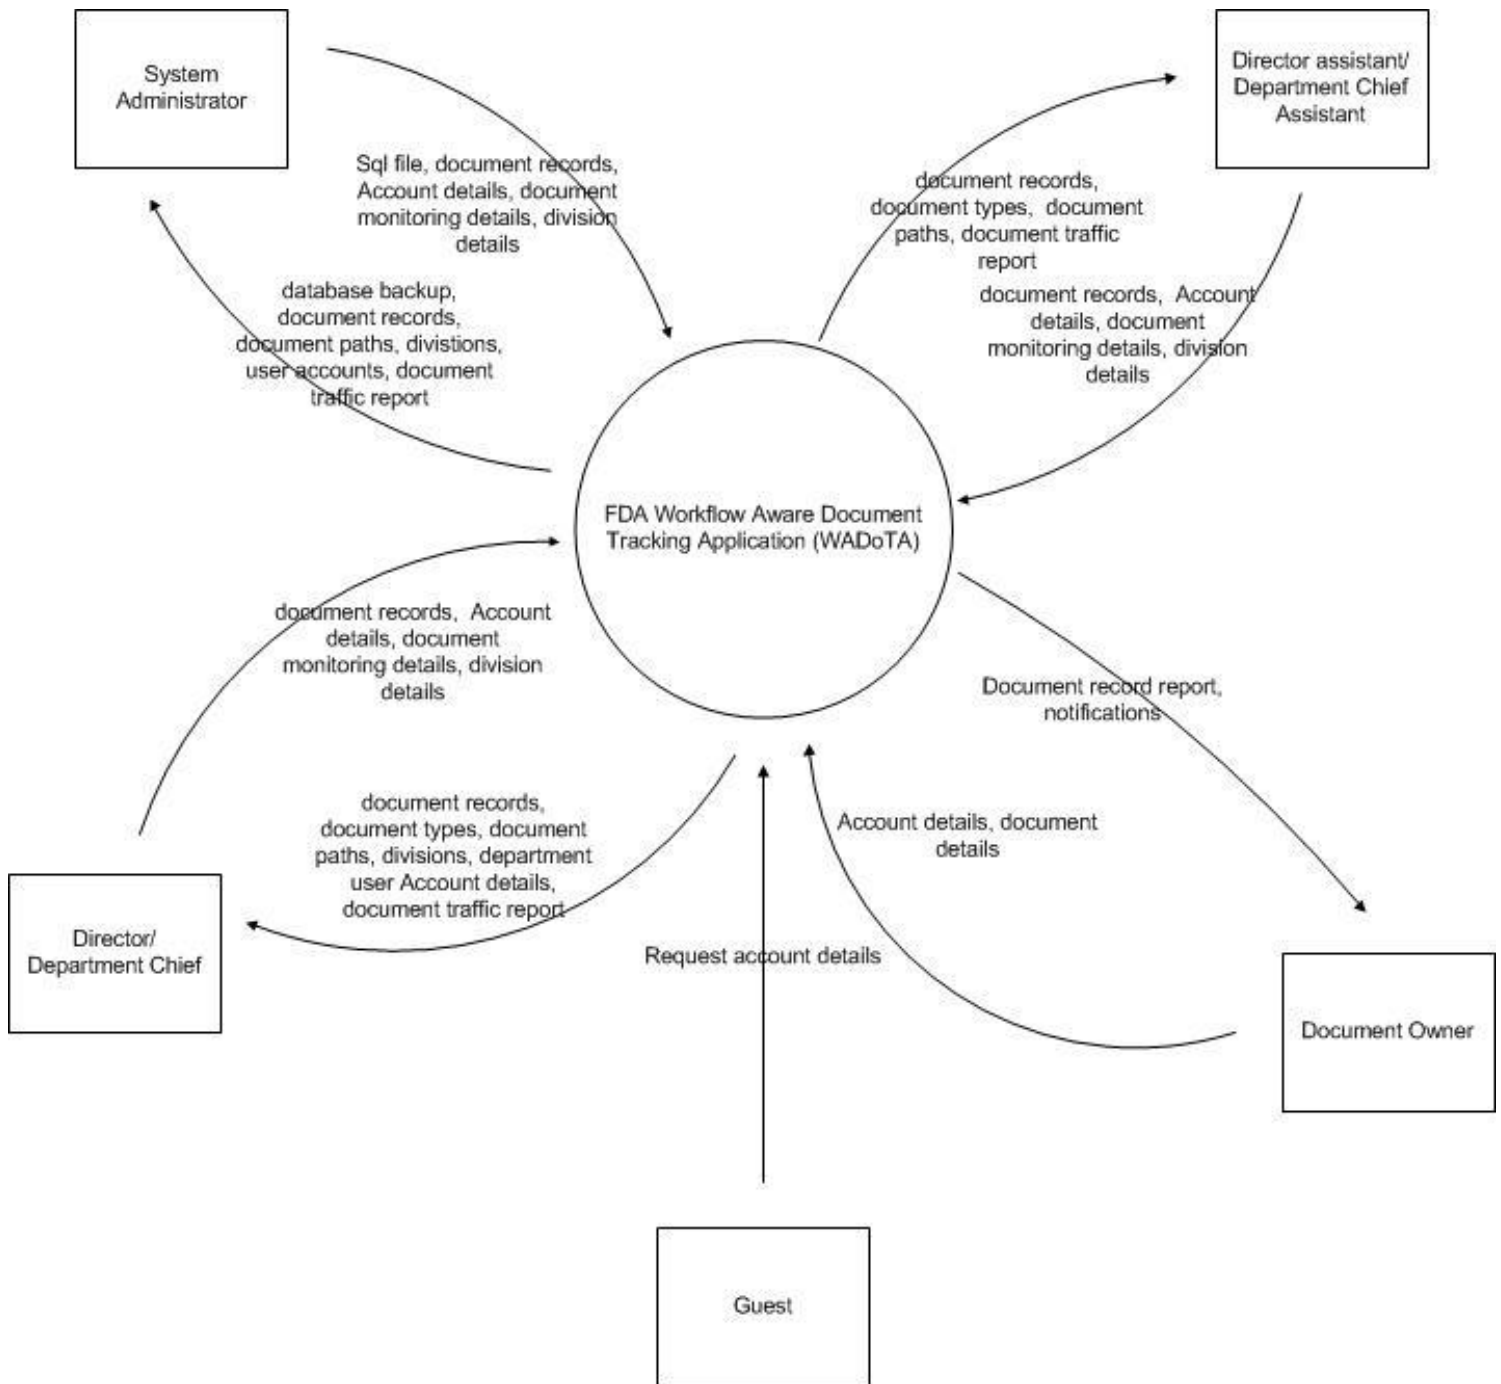 System
Administrator
Director assistant/
Department Chief
Assistant
Sql file, document records,
Account details, document
monitoring details, division
details
document records,
document types, document
paths, document traffic
report
database backup,
document records,
document paths, divistions,
user accounts, document
traffic report
document records, Account
details, document
monitoring details, division
details
FDA Workflow Aware Document
Tracking Application (WADoTA)
document records, Account
details, document
monitoring details, division
details
Document record report,
notifications
document records,
document types, document
paths, divisions, department
user Account details,
document traffic report
Account details, document
details
Director/
Department Chief
Request account details
Document Owner
Guest